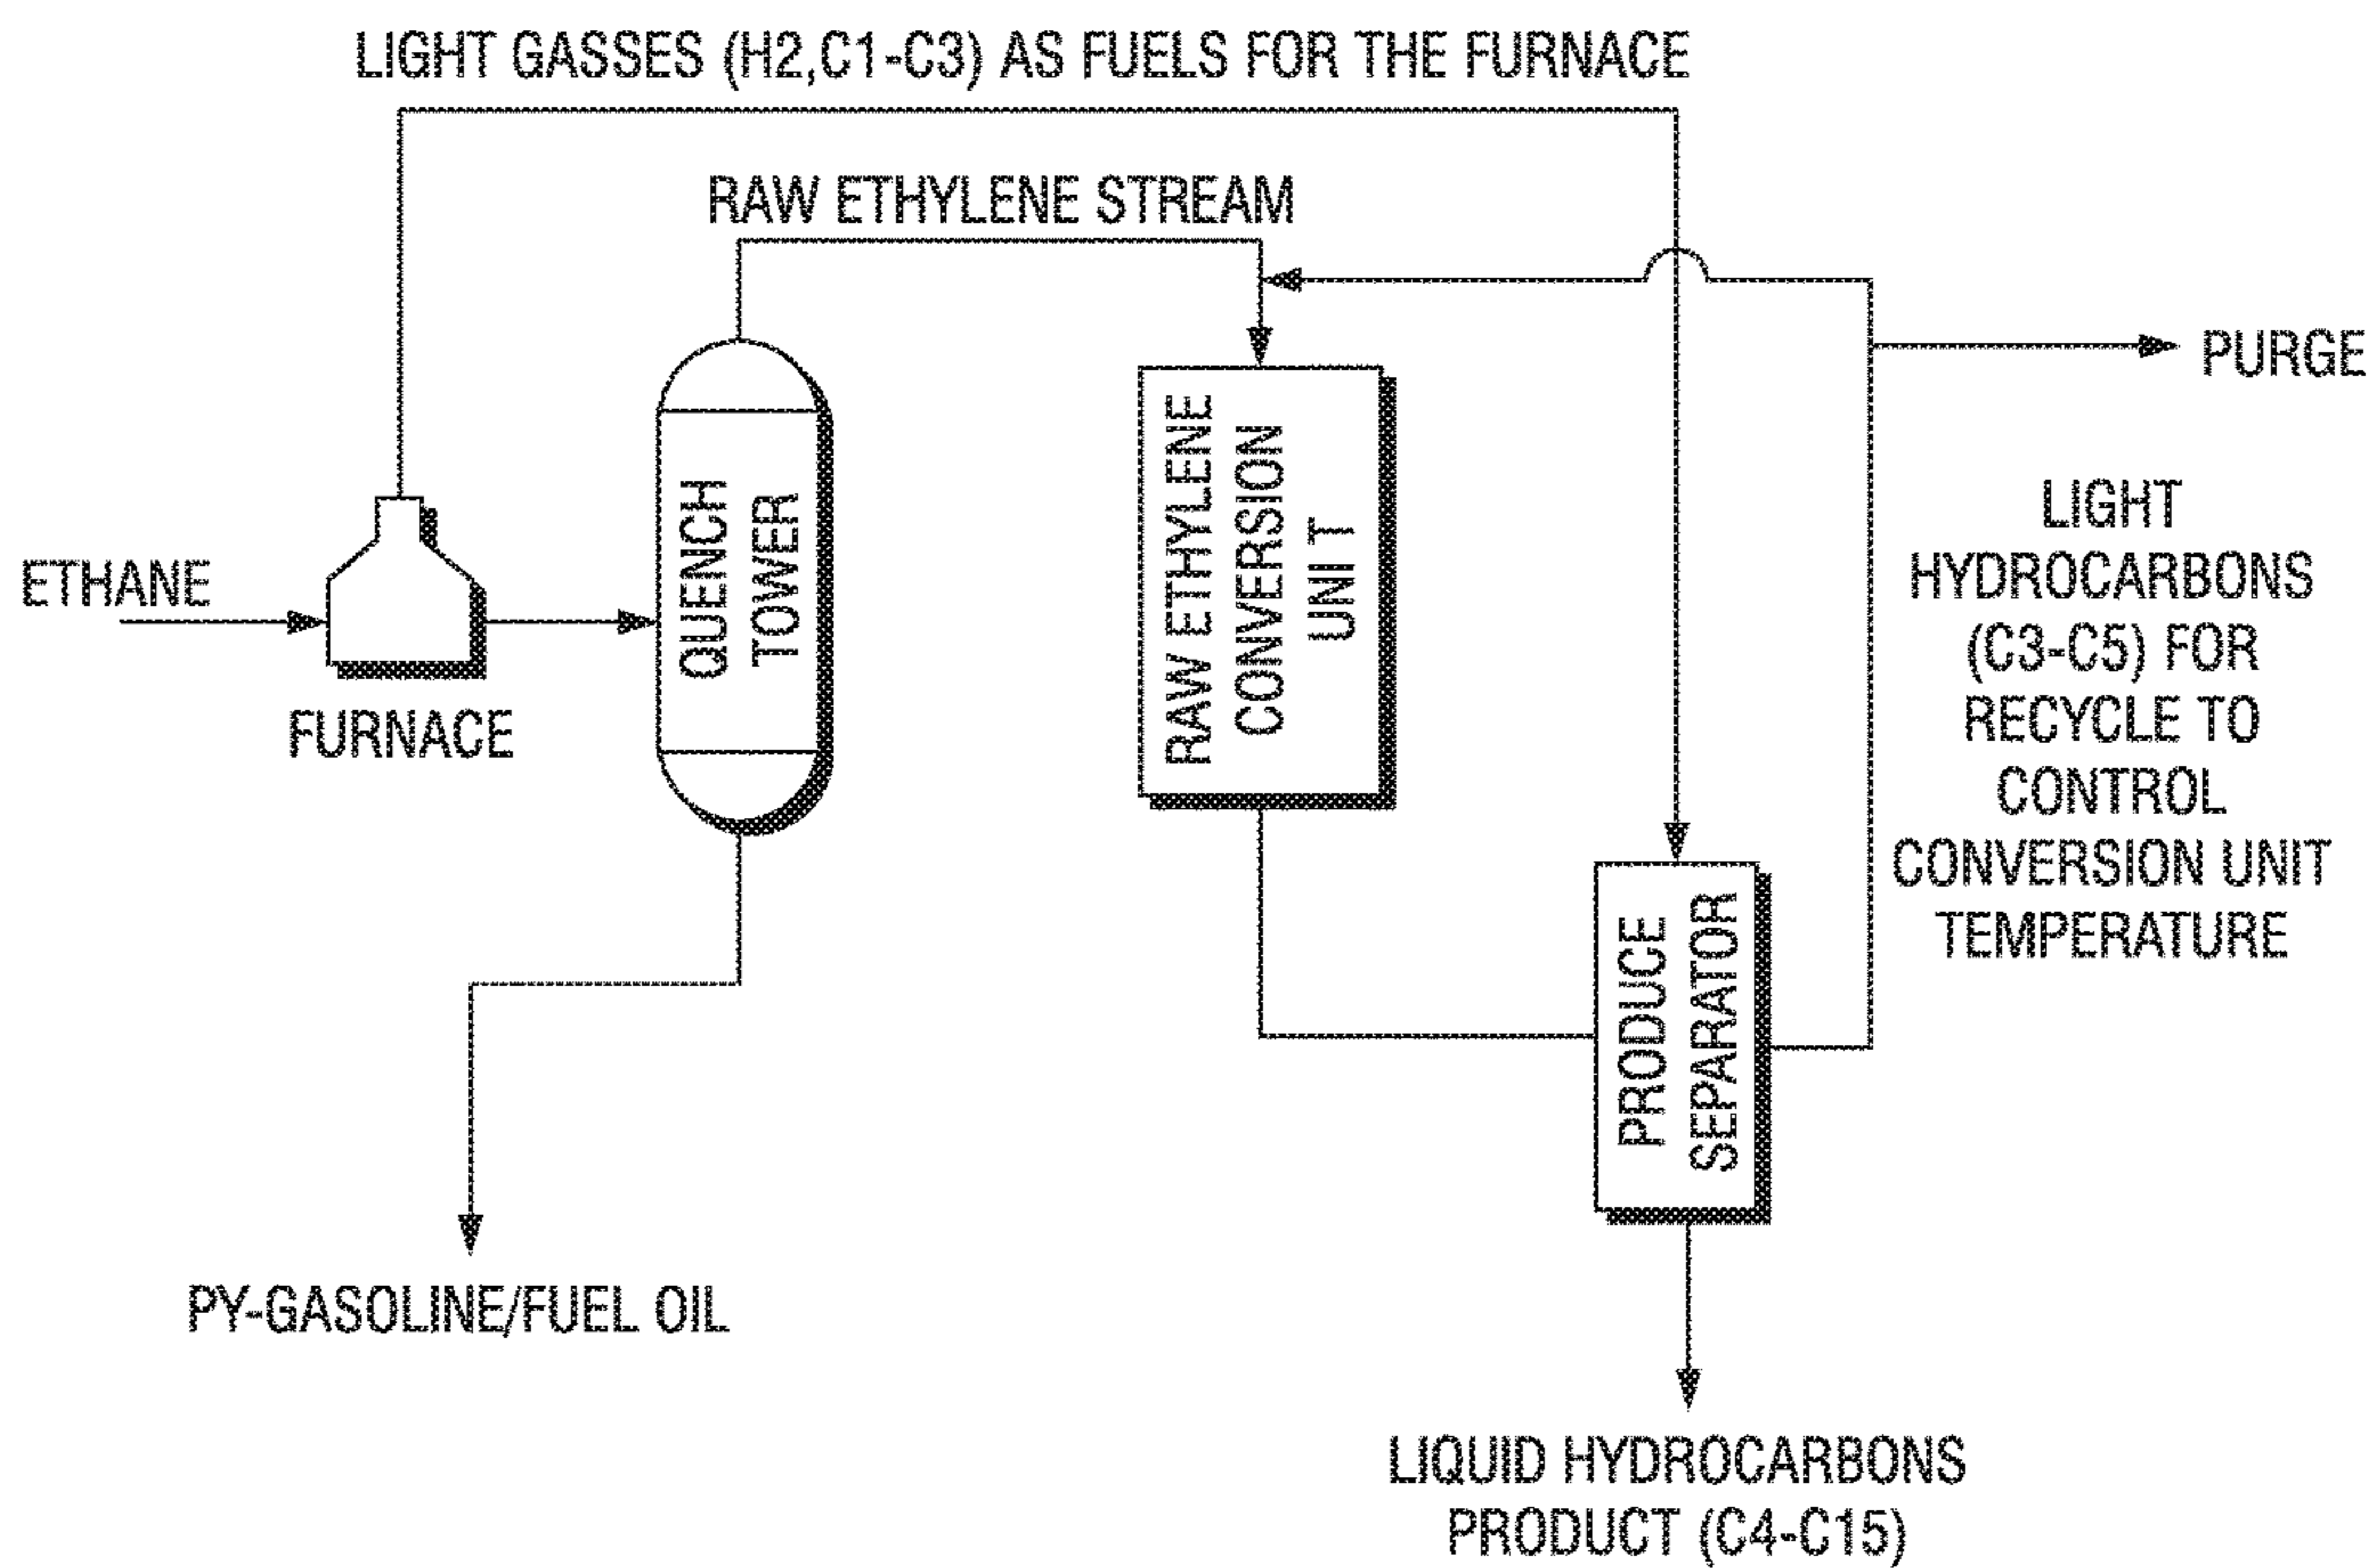 LIGHT GASSES (H2,C1-C3) AS FUELS FOR THE FURNACE
RAW ETHYLENE STREAM
PURGE
ETHANE
FURNACE
QUENCH
TOWER
RAW ETHYLENE
CONVERSION
UNI T
LIGHT
HYDROCARBONS
(C3-C5) FOR
RECYCLE TO
CONTROL
CONVERSION UNIT
TEMPERATURE
PRODUCE
SEPARATOR
PY-GASOLINE/FUEL OIL
LIQUID HYDROCARBONS
PRODUCT (C4-C15)